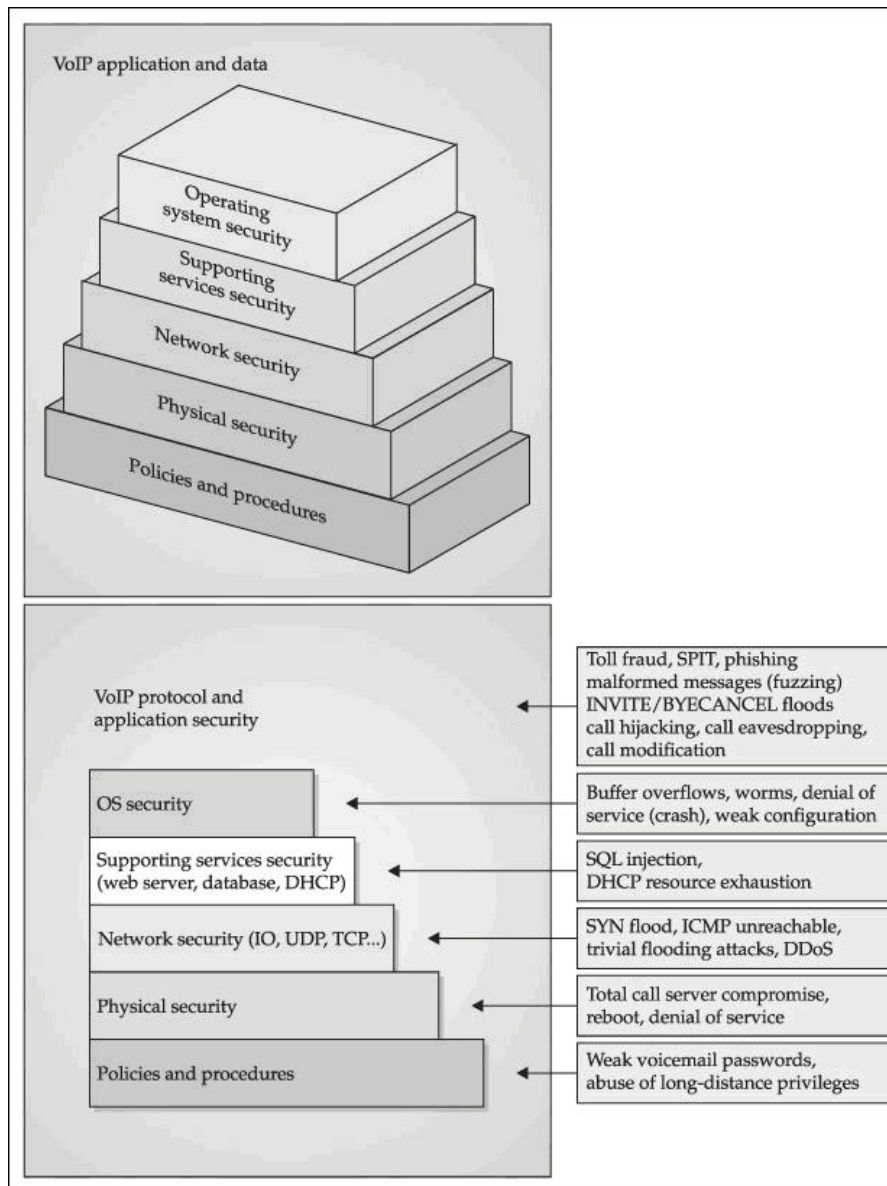 VoIP application and data
Operating
system security
Supporting
services security
Network security
Physical security
Policies and procedures
VoIP protocol and
application security
Toll fraud, SPIT, phishing
malformed messages (fuzzing)
INVITE/BYECANCEL floods
call hijacking, call eavesdropping,
call modification
OS security
Buffer overflows, worms, denial of
service (crash), weak configuration
Supporting services security
(web server, database, DHCP)
SQL injection,
DHCP resource exhaustion
Network security (IO, UDP, TCP...)
SYN flood, ICMP unreachable,
trivial flooding attacks, DDoS
Physical security
Total call server compromise,
reboot, denial of service
Policies and procedures
Weak voicemail passwords,
abuse of long-distance privileges